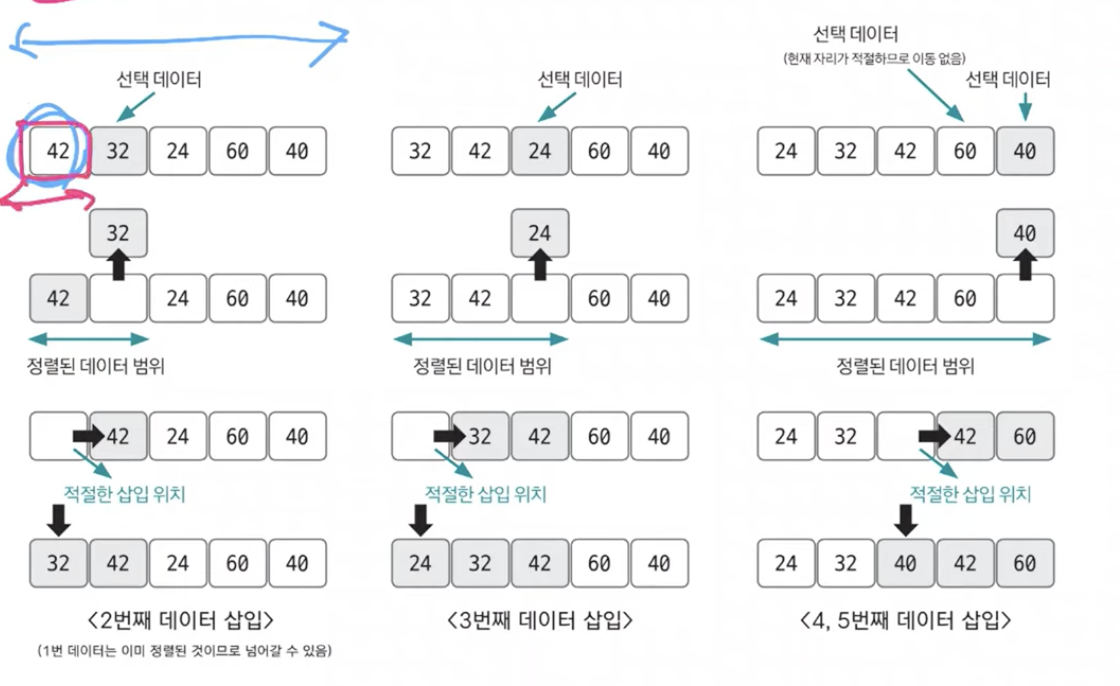 선택 데이터
42 32 24 60 40
32
42 24 60 40
정렬된 데이터 범위
42 24 60 40
적절한 삽입 위치
32 42 24 60 40
<2번째 데이터 삽입>
(1번 데이터는 이미 정렬된 것이므로 넘어갈 수 있음)
선택 데이터
32 42 24 60 40
24
32 42 60 40
정렬된 데이터 범위
32 42 60 40
적절한 삽입 위치
24 32 42 60 40
<3번째 데이터 삽입>
선택 데이터
(현재 자리가 적절하므로 이동 없음)
선택 데이터
24 32 42 60 40
40
24 32 42 60
정렬된 데이터 범위
24 32 42 60
적절한 삽입 위치
24 32 40 42 60
<4, 5번째 데이터 삽입>